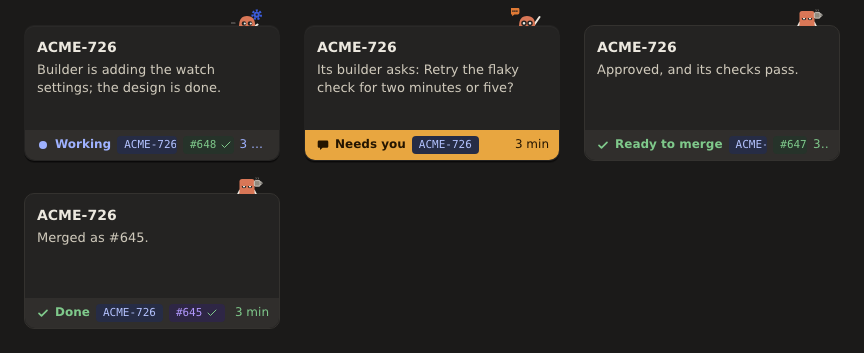 ACME-726
Builder is adding the watch
settings; the design is done.
Working ACME-726 #648 ✓ 3 ...
ACME-726
Its builder asks: Retry the flaky
check for two minutes or five?
Needs you ACME-726 3 min
ACME-726
Approved, and its checks pass.
Ready to merge ACME- #647 3..
ACME-726
Merged as #645.
Done ACME-726 #645 ✓ 3 min